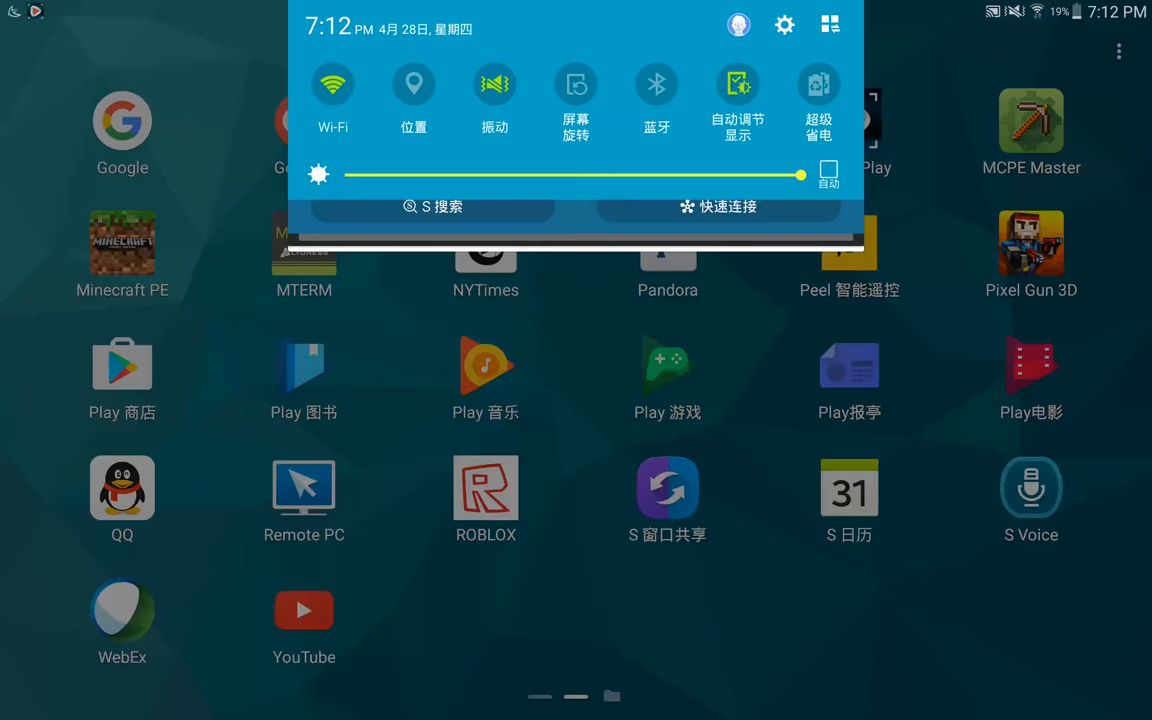 19% 7:12 PM
7:12 PM 4月 28日, 星期四
Wi-Fi
位置
振动
屏幕
旋转
蓝牙
自动调节
显示
超级
省电
自动
S 搜索
快速连接
Google
Play
MCPE Master
MINECRAFT
Minecraft PE
MTERM
NYTimes
Pandora
Peel 智能遥控
Pixel Gun 3D
Play 商店
Play 图书
Play 音乐
Play 游戏
Play报亭
Play电影
31
QQ
Remote PC
ROBLOX
S 窗口共享
S 日历
S Voice
WebEx
YouTube